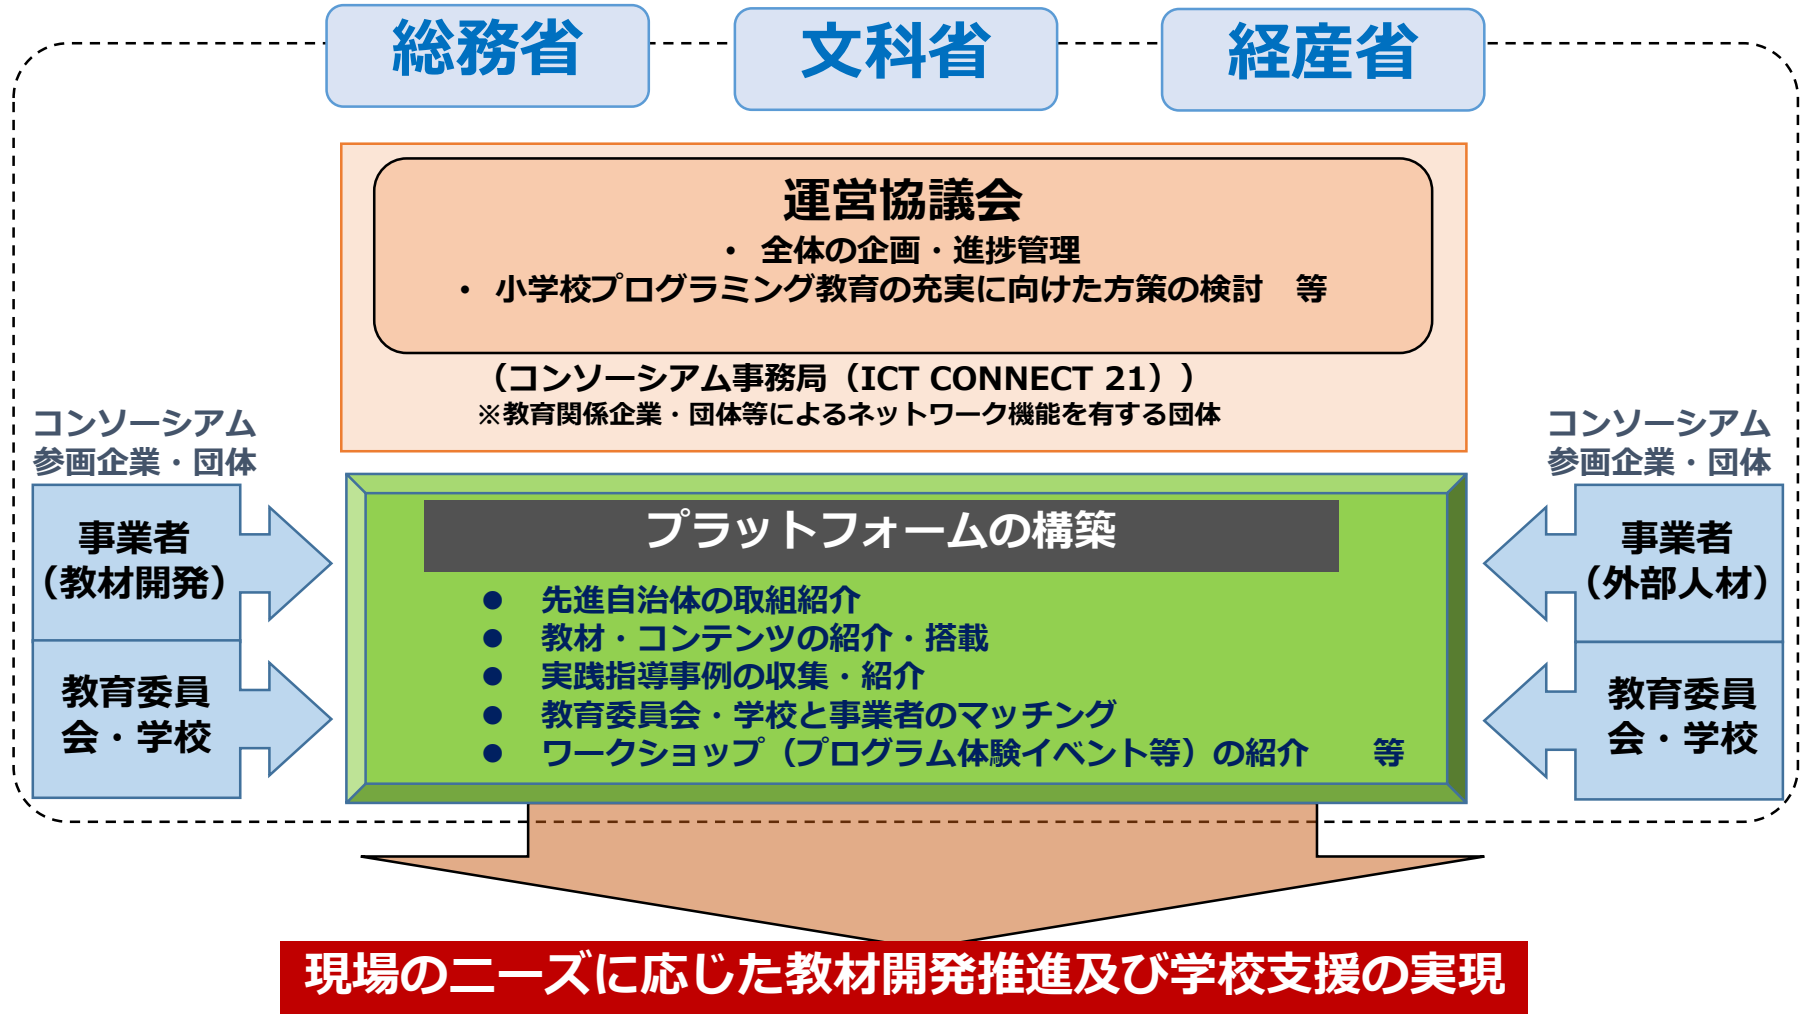 総務省
文科省
経産省
運営協議会
・ 全体の企画・進捗管理
・ 小学校プログラミング教育の充実に向けた方策の検討　等
（コンソーシアム事務局（ICT CONNECT 21））
※教育関係企業・団体等によるネットワーク機能を有する団体
コンソーシアム
参画企業・団体
事業者
（教材開発）
教育委員
会・学校
プラットフォームの構築
● 先進自治体の取組紹介
● 教材・コンテンツの紹介・搭載
● 実践指導事例の収集・紹介
● 教育委員会・学校と事業者のマッチング
● ワークショップ（プログラム体験イベント等）の紹介　　等
コンソーシアム
参画企業・団体
事業者
（外部人材）
教育委員
会・学校
現場のニーズに応じた教材開発推進及び学校支援の実現